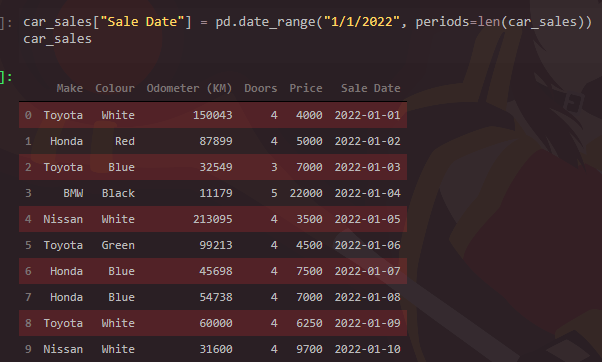 ]: car_sales["Sale Date"] = pd.date_range("1/1/2022", periods=len(car_sales))
car_sales
]:
Make Colour Odometer (KM) Doors Price Sale Date
0 Toyota White 150043 4 4000 2022-01-01
1 Honda Red 87899 4 5000 2022-01-02
2 Toyota Blue 32549 3 7000 2022-01-03
3 BMW Black 11179 5 22000 2022-01-04
4 Nissan White 213095 4 3500 2022-01-05
5 Toyota Green 99213 4 4500 2022-01-06
6 Honda Blue 45698 4 7500 2022-01-07
7 Honda Blue 54738 4 7000 2022-01-08
8 Toyota White 60000 4 6250 2022-01-09
9 Nissan White 31600 4 9700 2022-01-10